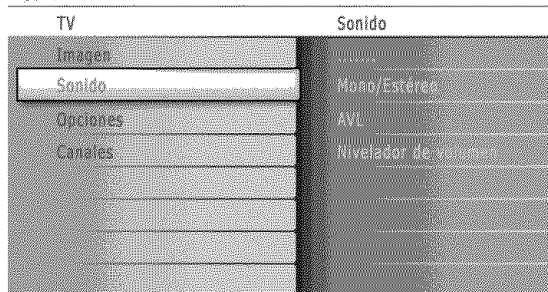 TV
Sonido
Imagen
Sonido
Opciones
Canales
.......
Mono/Estéreo
AVL
Nivelador de volumen